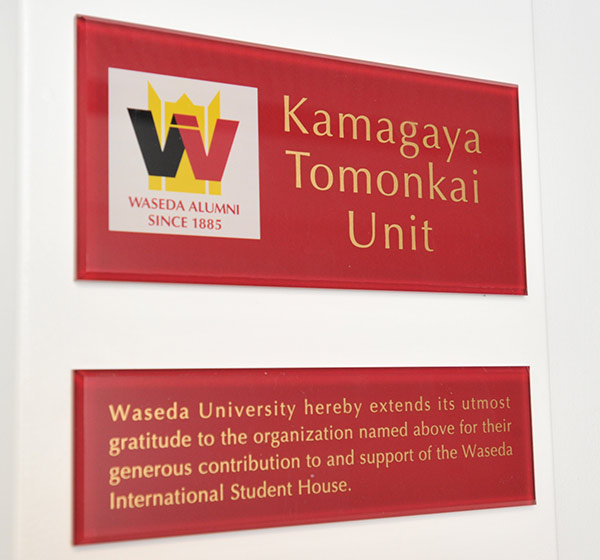 Kamagaya
Tomonkai
Unit
WASEDA ALUMNI
SINCE 1885
Waseda University hereby extends its utmost
gratitude to the organization named above for their
generous contribution to and support of the Waseda
International Student House.